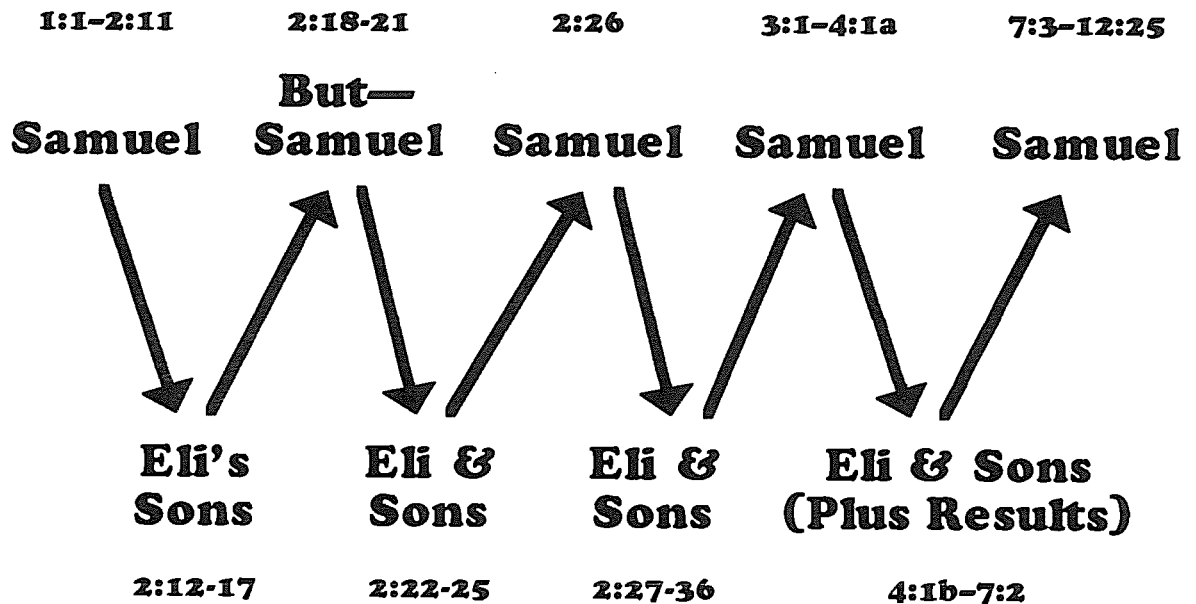 1:1–2:11 2:18-21 2:26 3:1–4:1a 7:3–12:25
But—
Samuel Samuel Samuel Samuel Samuel
Eli's Eli & Eli & Eli & Sons
Sons Sons Sons (Plus Results)
2:12-17 2:22-25 2:27-36 4:1b–7:2